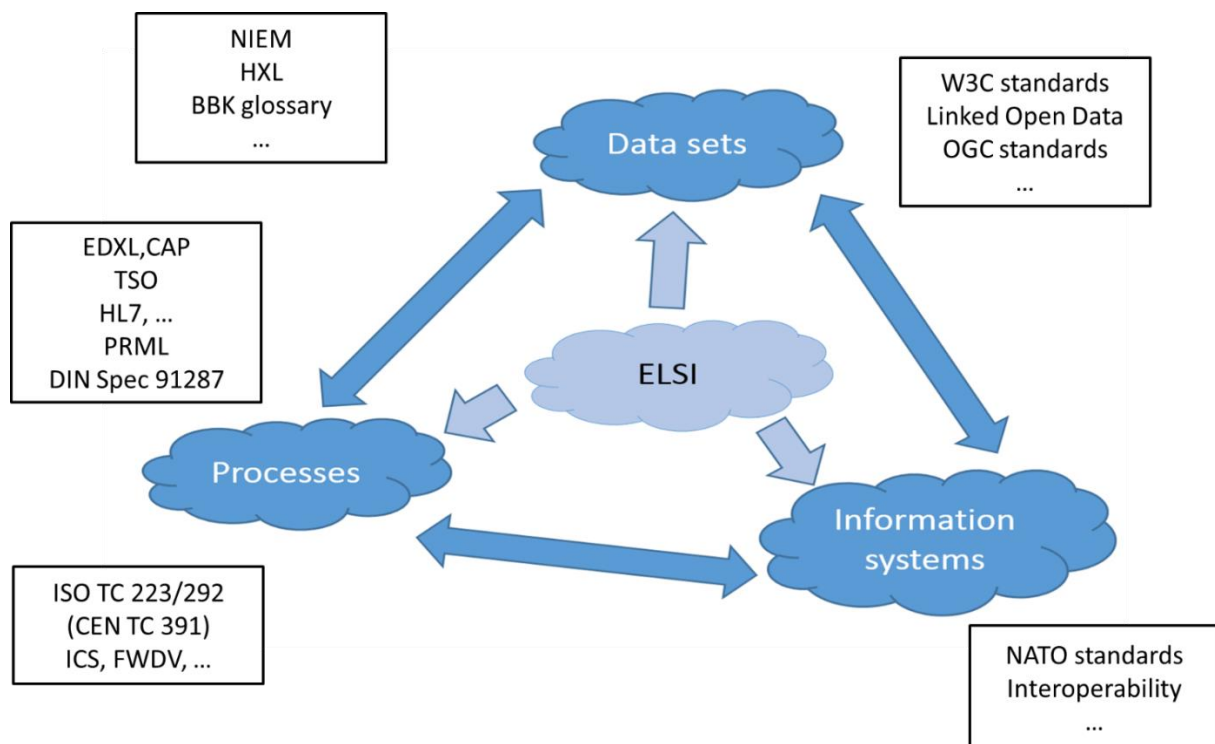 NIEM
HXL
BBK glossary
...
W3C standards
Linked Open Data
OGC standards
...
Data sets
EDXL,CAP
TSO
HL7, ...
PRML
DIN Spec 91287
ELSI
Processes
Information
systems
ISO TC 223/292
(CEN TC 391)
ICS, FWDV, ...
NATO standards
Interoperability
...